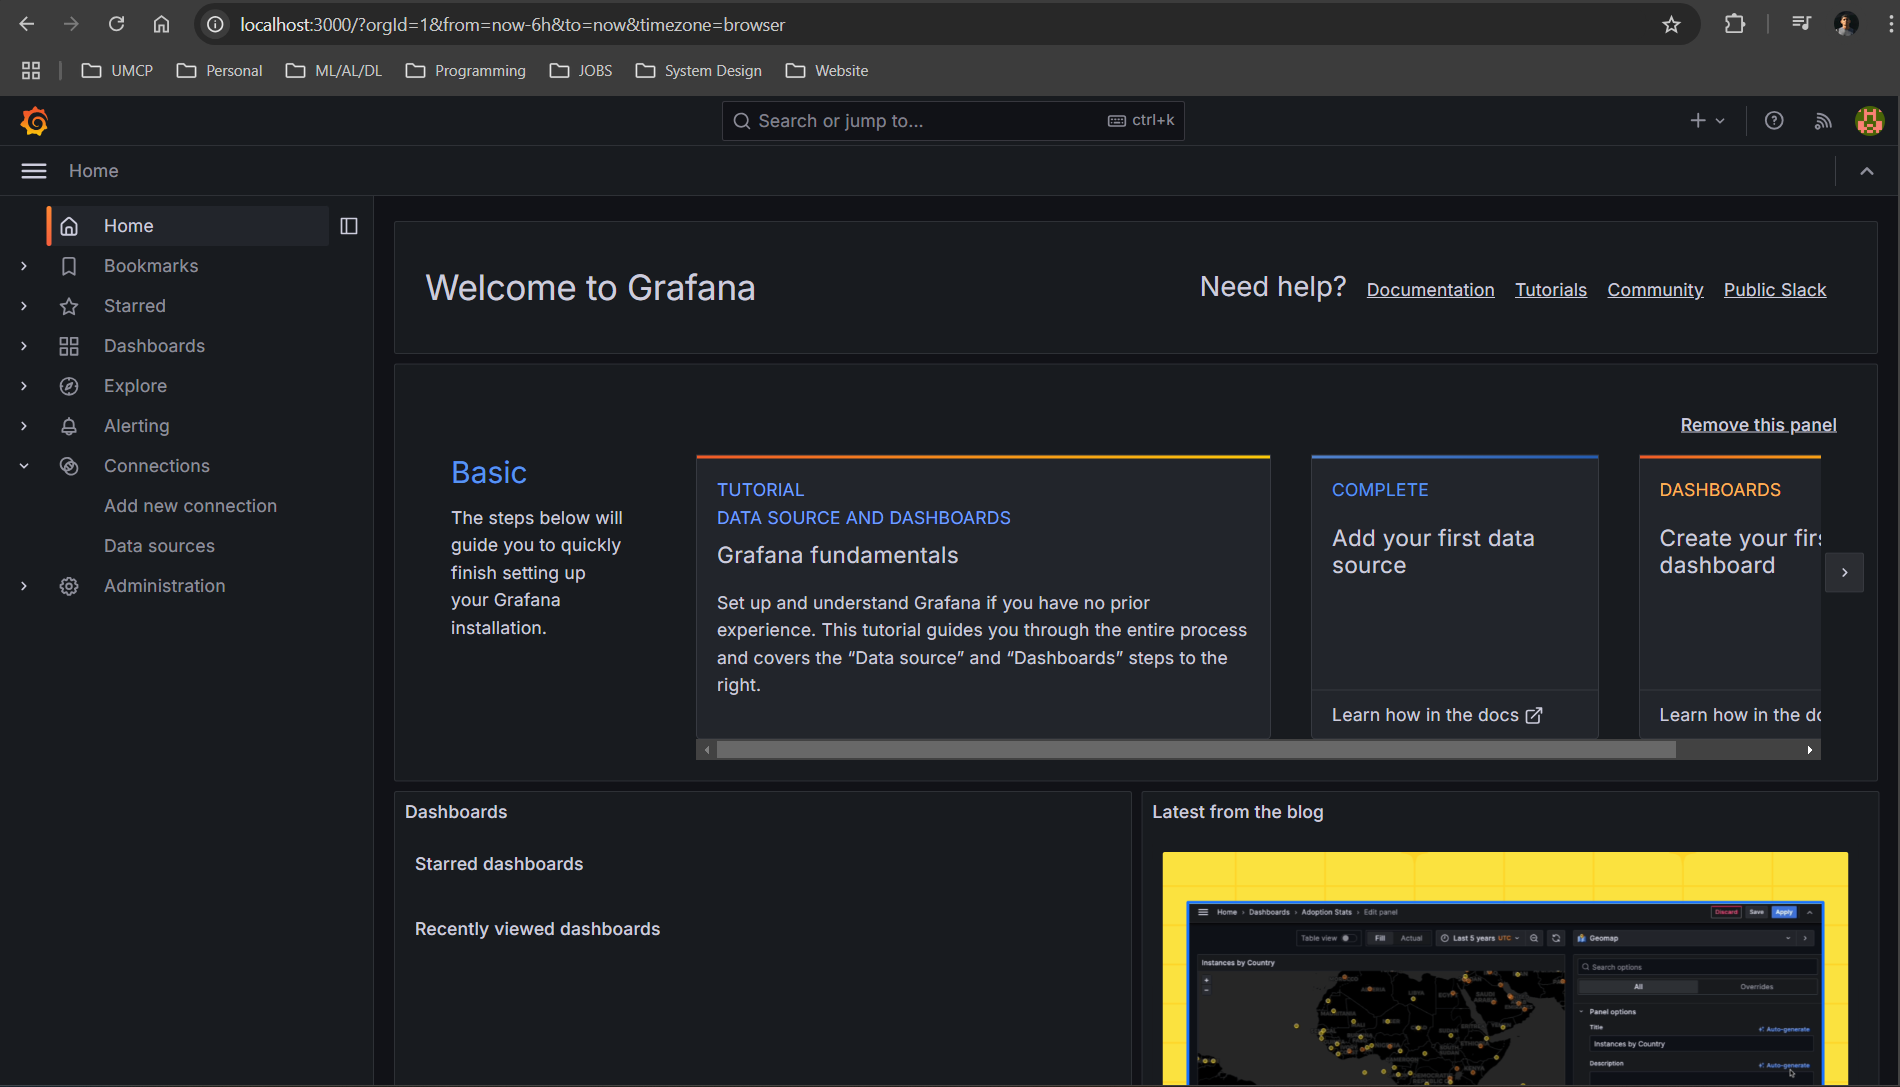 localhost:3000/?orgId=1&from=now-6h&to=now&timezone=browser
UMCP Personal ML/AL/DL Programming JOBS System Design Website
Search or jump to... ctrl+k
Home
Home
Bookmarks
Starred
Dashboards
Explore
Alerting
Connections
Add new connection
Data sources
Administration
Welcome to Grafana
Need help? Documentation Tutorials Community Public Slack
Remove this panel
Basic
The steps below will
guide you to quickly
finish setting up
your Grafana
installation.
TUTORIAL
DATA SOURCE AND DASHBOARDS
Grafana fundamentals
Set up and understand Grafana if you have no prior
experience. This tutorial guides you through the entire process
and covers the “Data source” and “Dashboards” steps to the
right.
COMPLETE
Add your first data
source
Learn how in the docs
DASHBOARDS
Create your firs
dashboard
Learn how in the do
Dashboards
Starred dashboards
Recently viewed dashboards
Latest from the blog
Home › Dashboards › Adoption Stats › Edit panel
Discard Save Apply
Table view Fill Actual Last 5 years UTC Geomap
Instances by Country
Search options
All Overrides
Panel options
Title Auto-generate
Instances by Country
Description Auto-generate